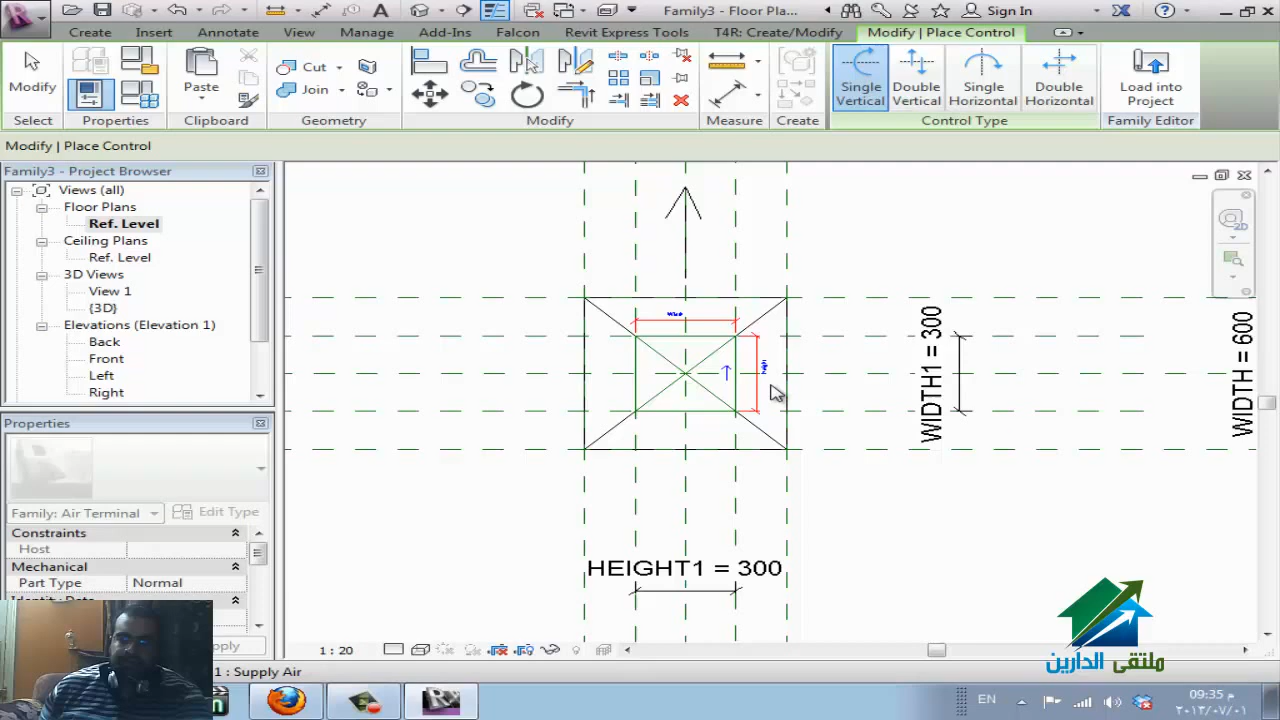 Family3 - Floor Pla...
Sign In
Create
Insert
Annotate
View
Manage
Add-Ins
Falcon
Revit Express Tools
T4R: Create/Modify
Modify | Place Control
Modify
Paste
Cut
Join
Single Vertical
Double Vertical
Single Horizontal
Double Horizontal
Load into Project
Select
Properties
Clipboard
Geometry
Modify
Measure
Create
Control Type
Family Editor
Modify | Place Control
Family3 - Project Browser
Views (all)
Floor Plans
Ref. Level
Ceiling Plans
Ref. Level
3D Views
View 1
{3D}
Elevations (Elevation 1)
Back
Front
Left
Right
Properties
Family: Air Terminal
Edit Type
Constraints
Host
Mechanical
Part Type
Normal
2D
WIDTH1 = 300
WIDTH = 600
HEIGHT1 = 300
1 : 20
1 : Supply Air
ملتقى الدارين
EN
09:35 م
٢٠١٣/٠٧/٠١